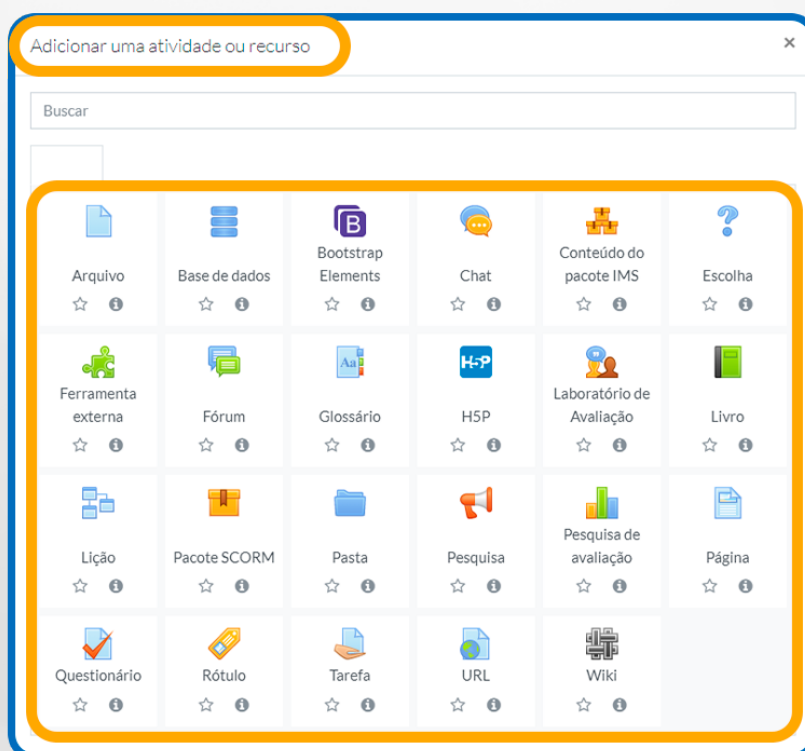 Adicionar uma atividade ou recurso ×
Buscar
Bootstrap Conteúdo do
Arquivo Base de dados Elements Chat pacote IMS Escolha
Ferramenta Laboratório de
externa Fórum Glossário H5P Avaliação Livro
Pesquisa de
Lição Pacote SCORM Pasta Pesquisa avaliação Página
Questionário Rótulo Tarefa URL Wiki